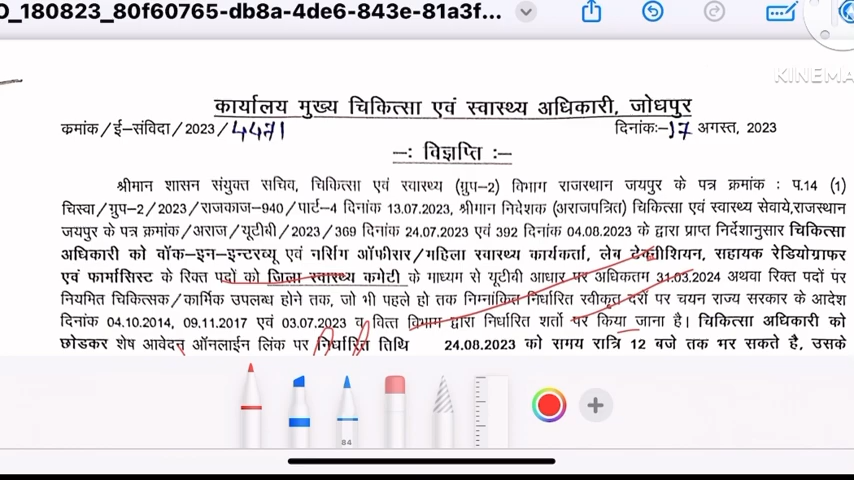 O_180823_80f60765-db8a-4de6-843e-81a3f...
KINEMA
कार्यालय मुख्य चिकित्सा एवं स्वास्थ्य अधिकारी, जोधपुर
क्रमांक/ई–संविदा/2023/4471 दिनांकः-17 अगस्त, 2023
–: विज्ञप्ति :–
श्रीमान शासन संयुक्त सचिव, चिकित्सा एवं स्वास्थ्य (ग्रुप–2) विभाग राजस्थान जयपुर के पत्र क्रमांक : प.14 (1)
चिस्वा/ग्रुप–2/2023/राजकाज–940/पार्ट–4 दिनांक 13.07.2023, श्रीमान निदेशक (अराजपत्रित) चिकित्सा एवं स्वास्थ्य सेवाये,राजस्थान
जयपुर के पत्र क्रमांक/अराज/यूटीबी/2023/369 दिनांक 24.07.2023 एवं 392 दिनांक 04.08.2023 के द्वारा प्राप्त निर्देशानुसार चिकित्सा
अधिकारी को वॉक–इन–इन्टरव्यू एवं नर्सिंग ऑफीसर/महिला स्वास्थ्य कार्यकर्ता, लेब टेक्नीशियन, सहायक रेडियोग्राफर
एवं फार्मासिस्ट के रिक्त पदों को जिला स्वास्थ्य कमेटी के माध्यम से यूटीबी आधार पर अधिकतम 31.03.2024 अथवा रिक्त पदों पर
नियमित चिकित्सक/कार्मिक उपलब्ध होने तक, जो भी पहले हो तक निम्नांकित निर्धारित स्वीकृत दरों पर चयन राज्य सरकार के आदेश
दिनांक 04.10.2014, 09.11.2017 एवं 03.07.2023 व वित्त विभाग द्वारा निर्धारित शर्तो पर किया जाना है। चिकित्सा अधिकारी को
छोडकर शेष आवेदन ऑनलाईन लिंक पर निर्धारित तिथि 24.08.2023 को समय रात्रि 12 बजे तक भर सकते है, उसके
84